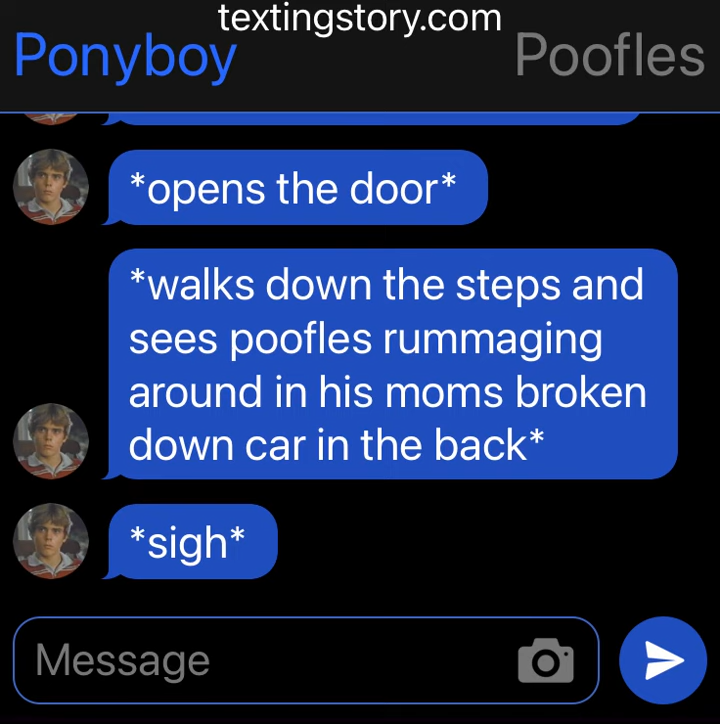 textingstory.com
Ponyboy
Poofles
*opens the door*
*walks down the steps and
sees poofles rummaging
around in his moms broken
down car in the back*
*sigh*
Message